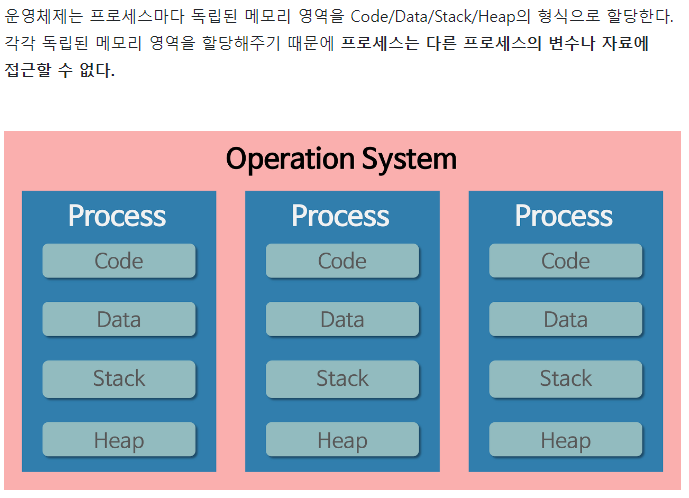 운영체제는 프로세스마다 독립된 메모리 영역을 Code/Data/Stack/Heap의 형식으로 할당한다.
각각 독립된 메모리 영역을 할당해주기 때문에 프로세스는 다른 프로세스의 변수나 자료에
접근할 수 없다.
Operation System
Process
Code
Data
Stack
Heap
Process
Code
Data
Stack
Heap
Process
Code
Data
Stack
Heap